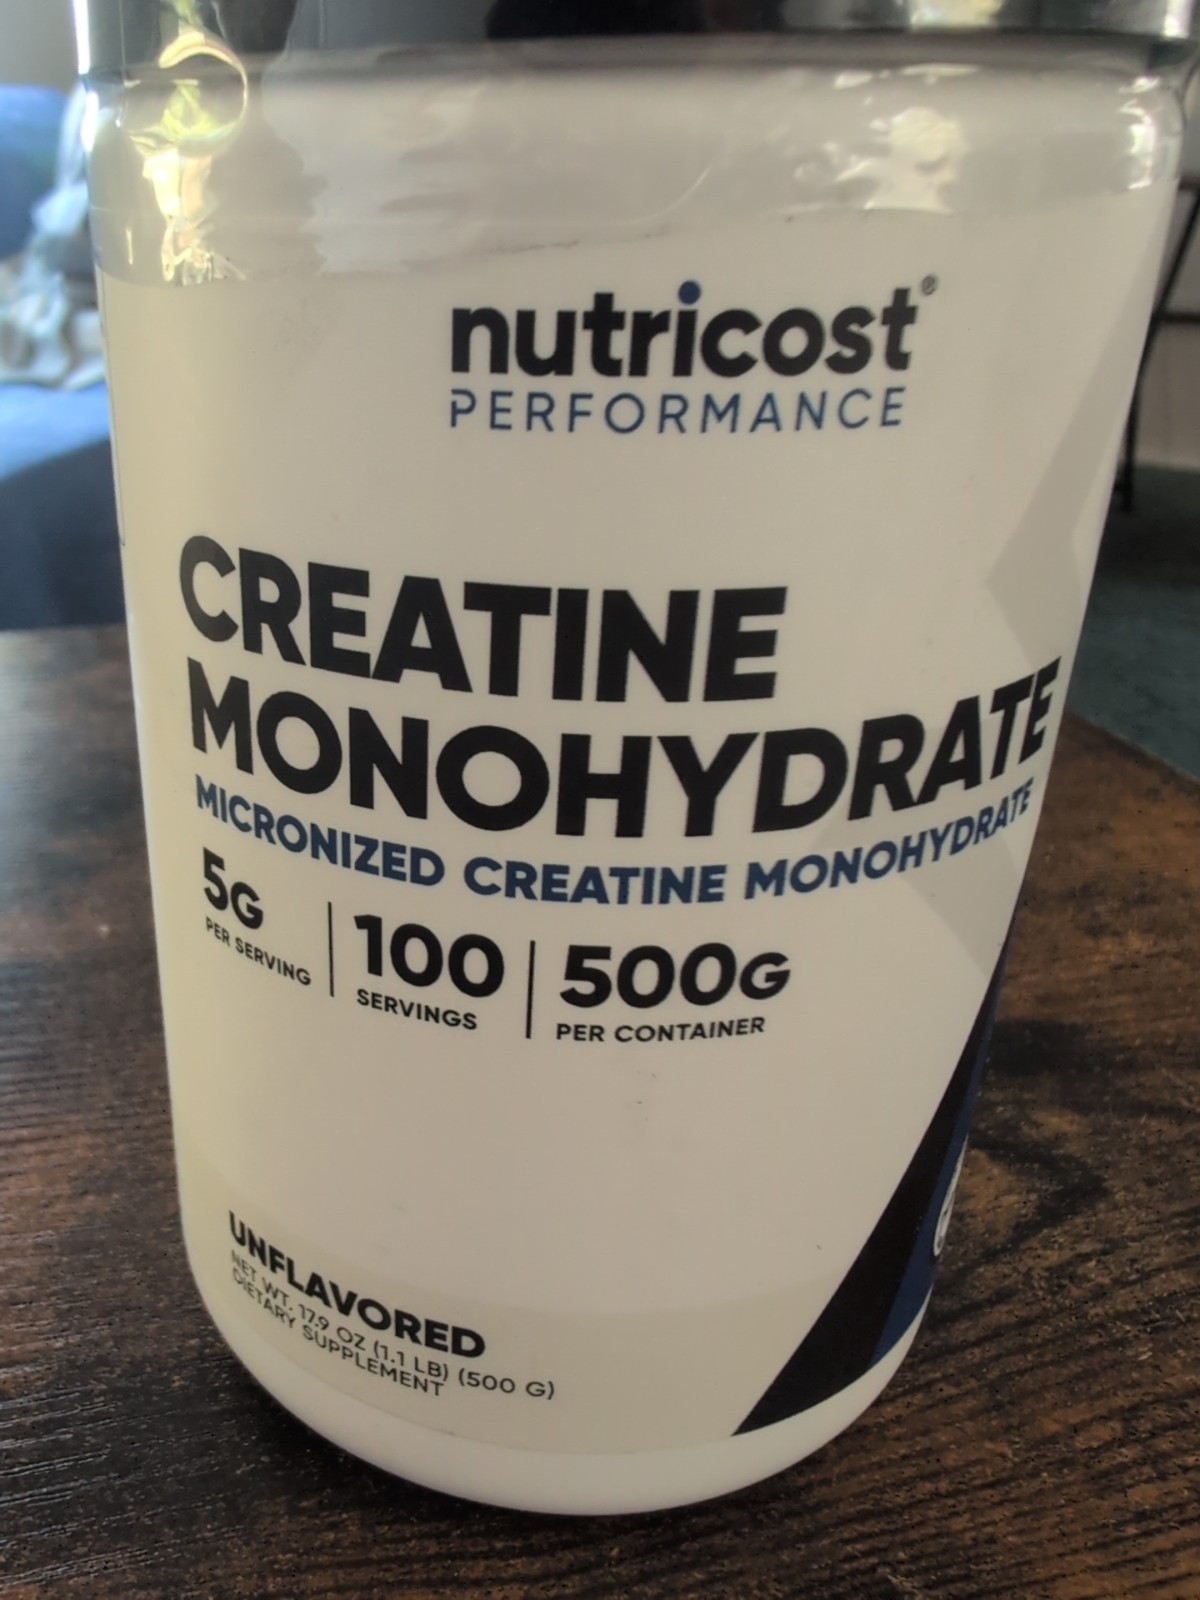 nutricost®
PERFORMANCE
CREATINE
MONOHYDRATE
MICRONIZED CREATINE MONOHYDRATE
5G
PER SERVING
100
SERVINGS
500G
PER CONTAINER
UNFLAVORED
NET WT. 17.9 OZ (1.1 LB) (500 G)
DIETARY SUPPLEMENT